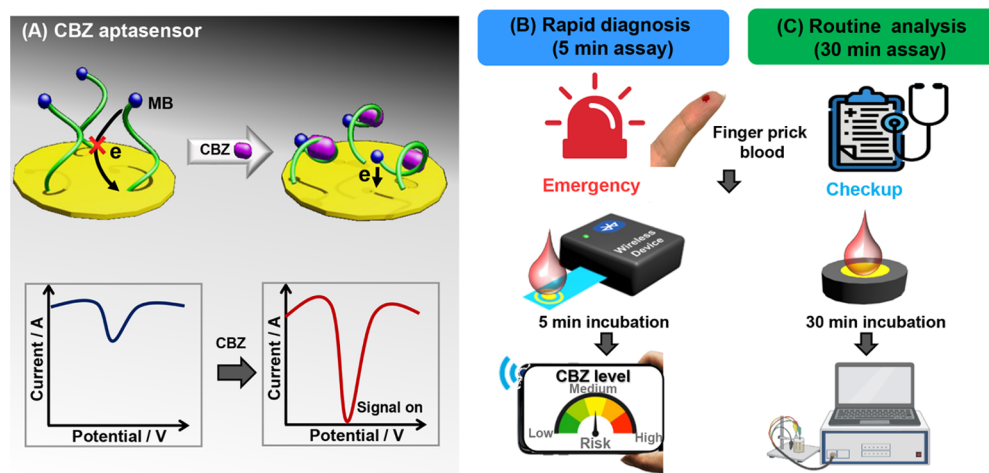 (A) CBZ aptasensor
MB
e
CBZ
e
Current / A
Potential / V
CBZ
Current / A
Signal on
Potential / V
(B) Rapid diagnosis
(5 min assay)
Finger prick
blood
Emergency
Wireless
Device
5 min incubation
CBZ level
Medium
Low
Risk
High
(C) Routine analysis
(30 min assay)
Checkup
30 min incubation